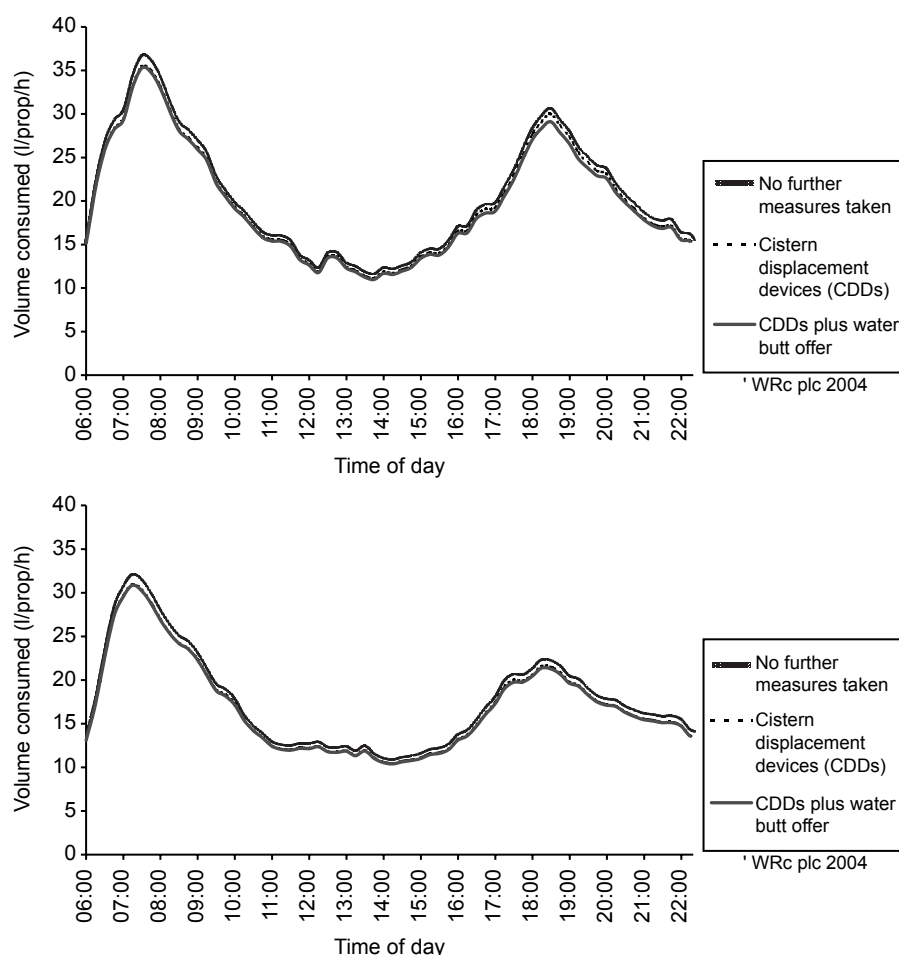 40
35
30
25
20
15
10
5
0
Volume consumed (l/prop/h)
06:00
07:00
08:00
09:00
10:00
11:00
12:00
13:00
14:00
15:00
16:00
17:00
18:00
19:00
20:00
21:00
22:00
Time of day
No further
measures taken
Cistern
displacement
devices (CDDs)
CDDs plus water
butt offer
' WRc plc 2004
40
35
30
25
20
15
10
5
0
Volume consumed (l/prop/h)
06:00
07:00
08:00
09:00
10:00
11:00
12:00
13:00
14:00
15:00
16:00
17:00
18:00
19:00
20:00
21:00
22:00
Time of day
No further
measures taken
Cistern
displacement
devices (CDDs)
CDDs plus water
butt offer
' WRc plc 2004